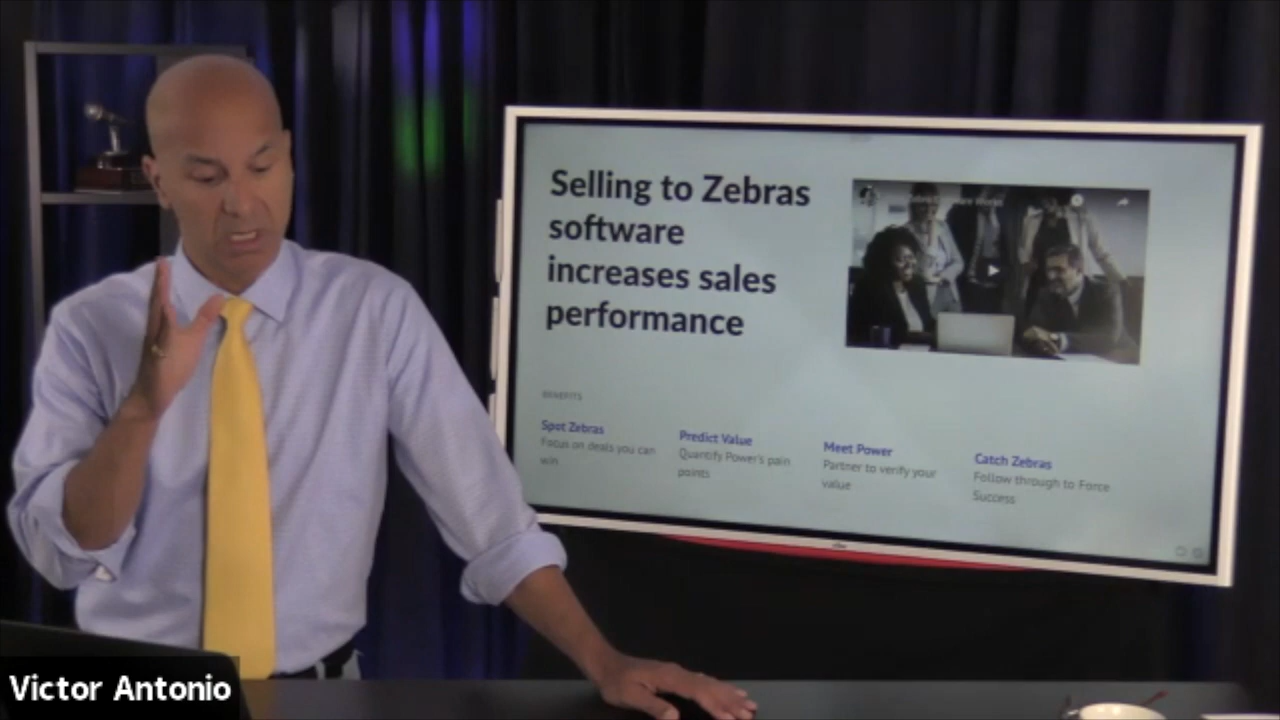 Selling to Zebras
software
increases sales
performance
BENEFITS
Spot Zebras
Focus on deals you can
win
Predict Value
Quantify Power's pain
points
Meet Power
Partner to verify your
value
Catch Zebras
Follow through to Force
Success
Victor Antonio